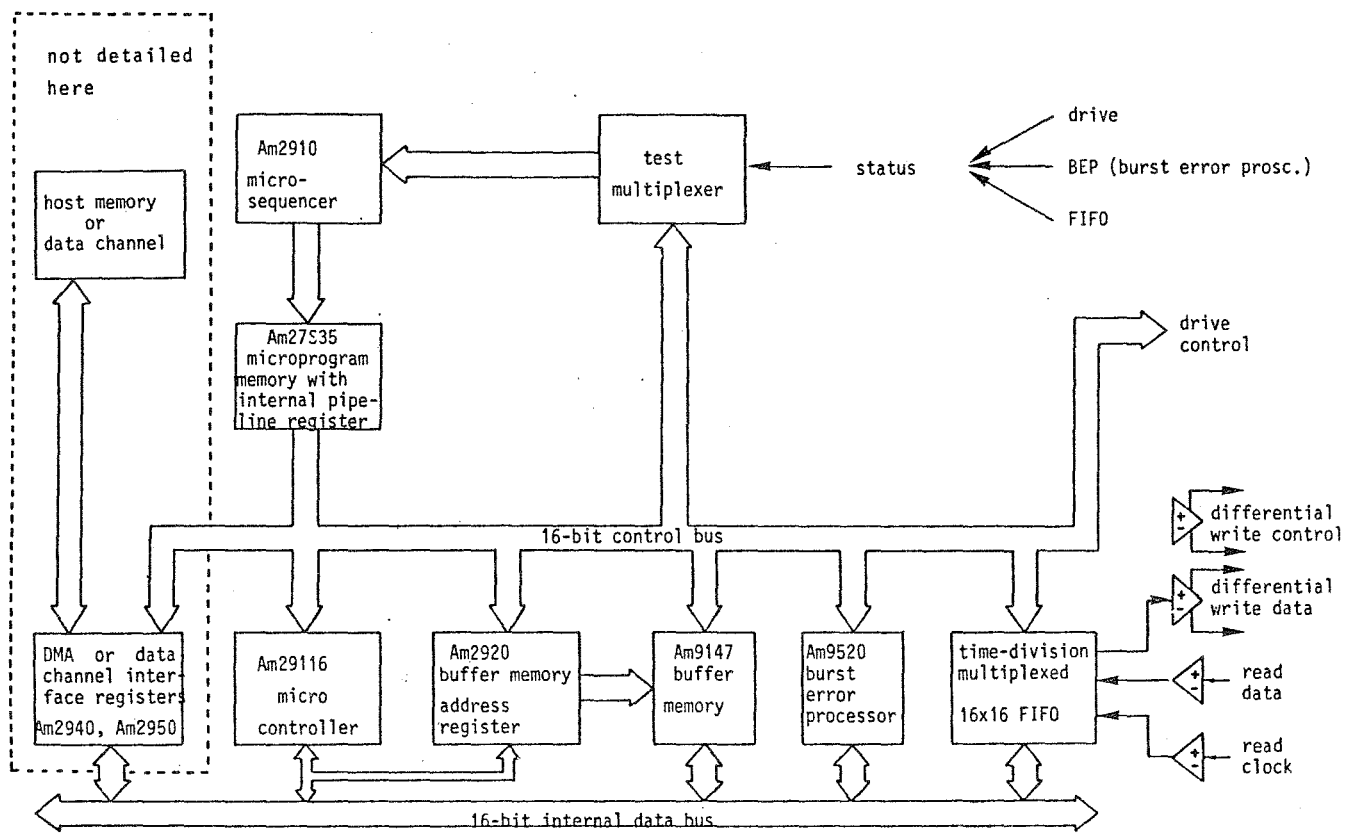 not detailed
here
host memory
or
data channel
Am2910
micro-
sequencer
test
multiplexer
status
drive
BEP (burst error prosc.)
FIFO
Am27S35
microprogram
memory with
internal pipe-
line register
drive
control
16-bit control bus
differential
write control
differential
write data
DMA or data
channel inter-
face registers
Am2940, Am2950
Am29116
micro
controller
Am2920
buffer memory
address
register
Am9147
buffer
memory
Am9520
burst
error
processor
time-division
multiplexed
16x16 FIFO
read
data
read
clock
16-bit internal data bus